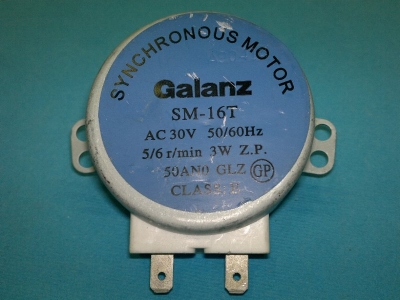 SYNCHRONOUS MOTOR
Galanz
SM-16T
AC 30V 50/60Hz
5/6 r/min 3W Z.P.
50AN0 GLZ GP
CLASS. E